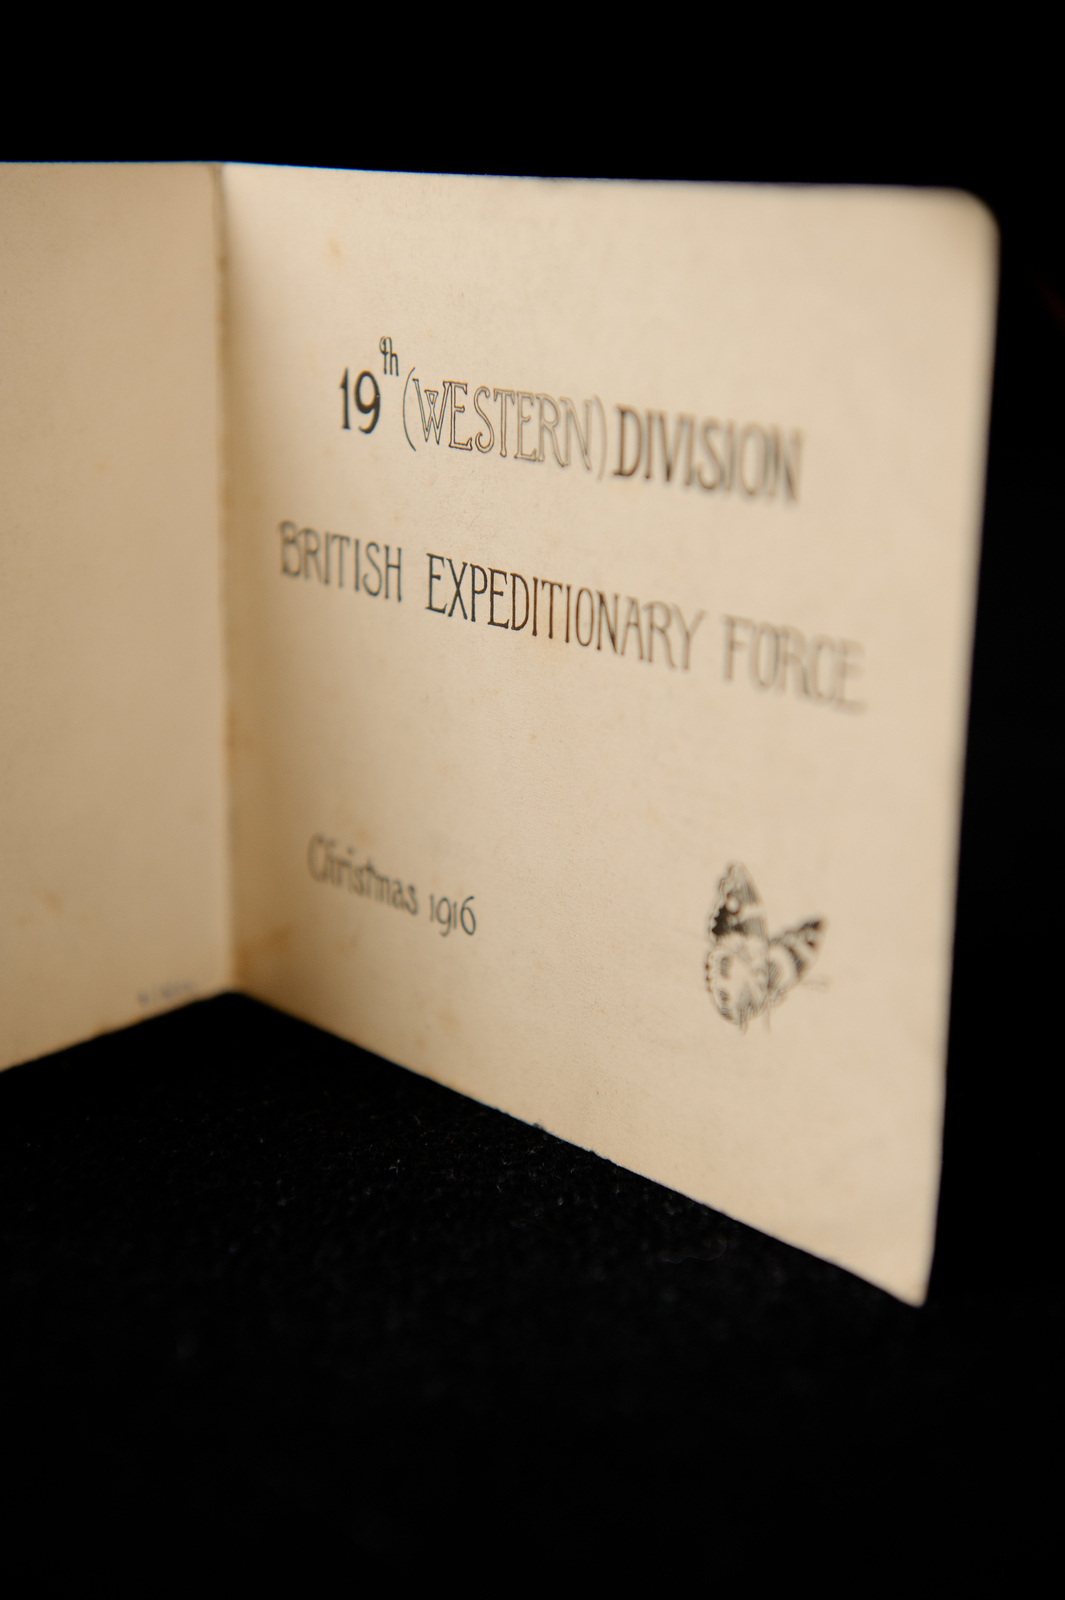 19th (WESTERN) DIVISION
BRITISH EXPEDITIONARY FORCE
Christmas 1916